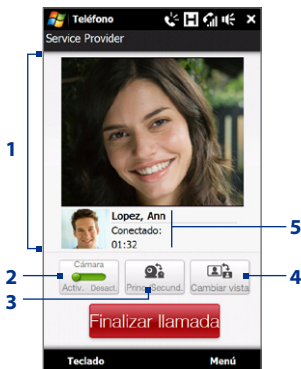 Teléfono
Service Provider
1
Lopez, Ann
Conectado:
01:32
5
2
Cámara
Activ. Desact.
Princ./Secund.
Cambiar vista
4
3
Finalizar llamada
Teclado Menú